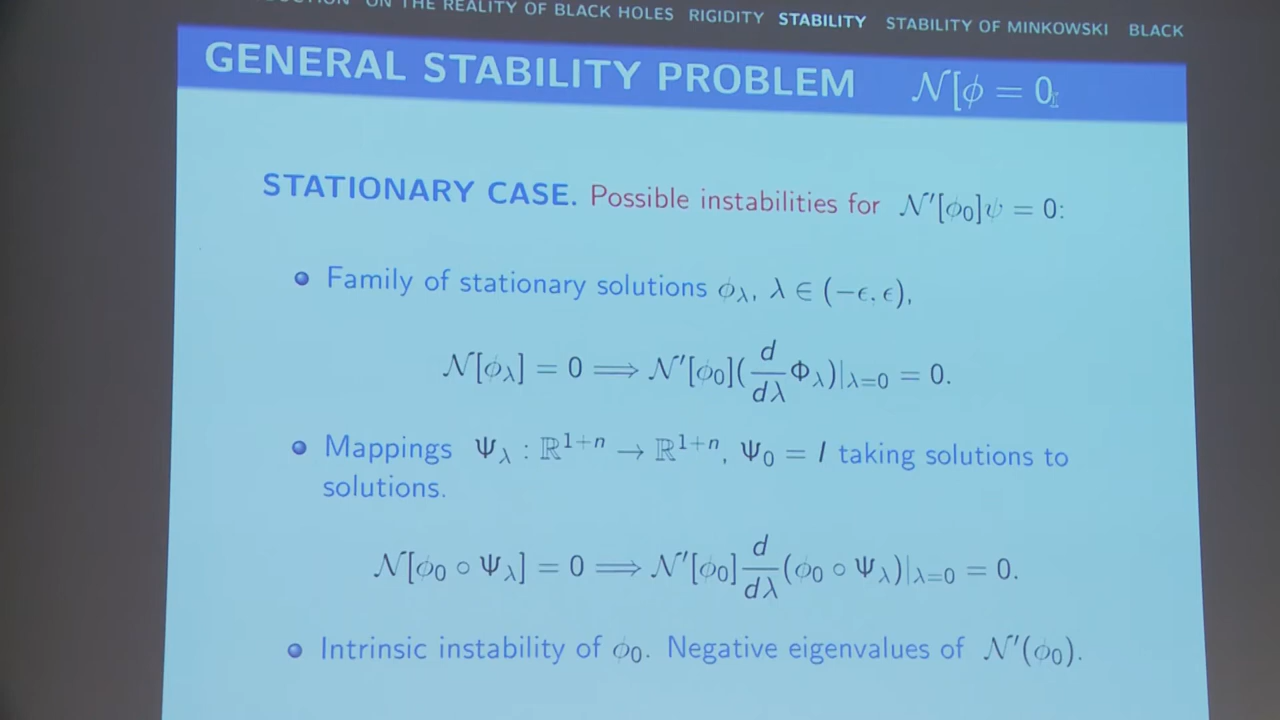 ON THE REALITY OF BLACK HOLES RIGIDITY STABILITY STABILITY OF MINKOWSKI BLACK
GENERAL STABILITY PROBLEM 𝒩[ϕ = 0
STATIONARY CASE. Possible instabilities for 𝒩′[ϕ₀]ψ = 0:
Family of stationary solutions ϕ_λ, λ ∈ (−ϵ, ϵ),
𝒩[ϕ_λ] = 0 ⟹ 𝒩′[ϕ₀](d/dλ Φ_λ)|_{λ=0} = 0.
Mappings Ψ_λ : ℝ^{1+n} → ℝ^{1+n}, Ψ₀ = I taking solutions to
solutions.
𝒩[ϕ₀ ∘ Ψ_λ] = 0 ⟹ 𝒩′[ϕ₀] d/dλ (ϕ₀ ∘ Ψ_λ)|_{λ=0} = 0.
Intrinsic instability of ϕ₀. Negative eigenvalues of 𝒩′(ϕ₀).